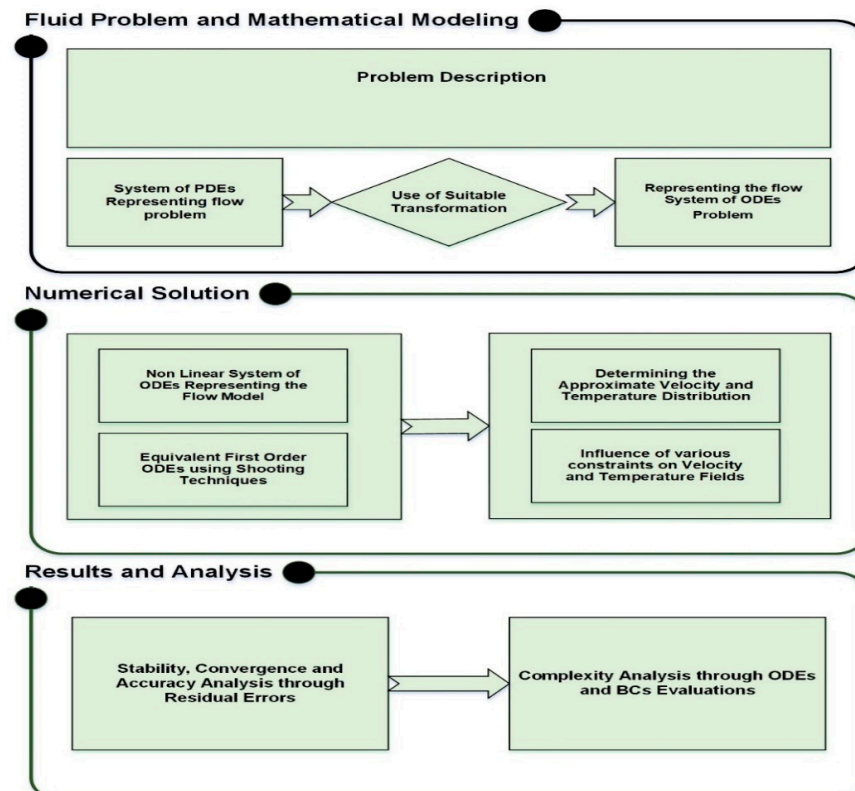 Fluid Problem and Mathematical Modeling
Problem Description
System of PDEs
Representing flow
problem
Use of Suitable
Transformation
Representing the flow
System of ODEs
Problem
Numerical Solution
Non Linear System of
ODEs Representing the
Flow Model
Equivalent First Order
ODEs using Shooting
Techniques
Determining the
Approximate Velocity and
Temperature Distribution
Influence of various
constraints on Velocity
and Temperature Fields
Results and Analysis
Stability, Convergence and
Accuracy Analysis through
Residual Errors
Complexity Analysis through ODEs
and BCs Evaluations